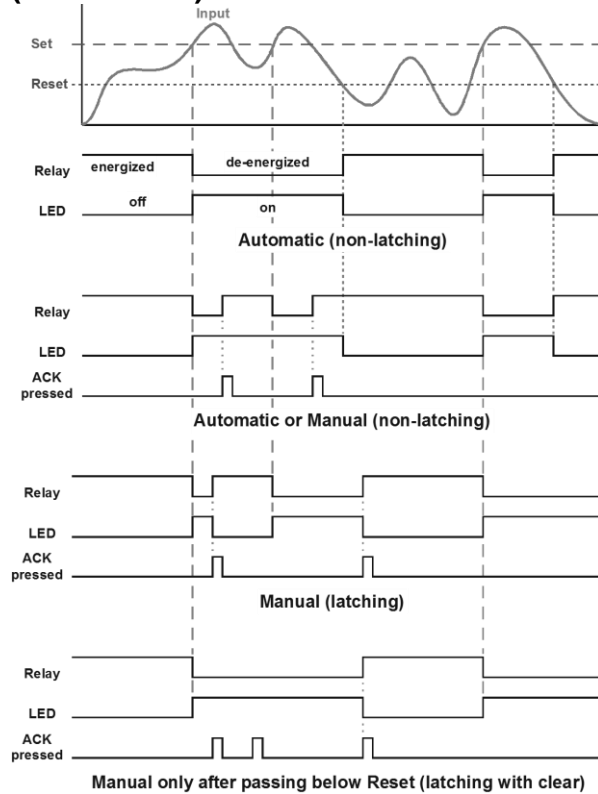 Input
Set
Reset
Relay energized de-energized
LED off on
Automatic (non-latching)
Relay
LED
ACK
pressed
Automatic or Manual (non-latching)
Relay
LED
ACK
pressed
Manual (latching)
Relay
LED
ACK
pressed
Manual only after passing below Reset (latching with clear)